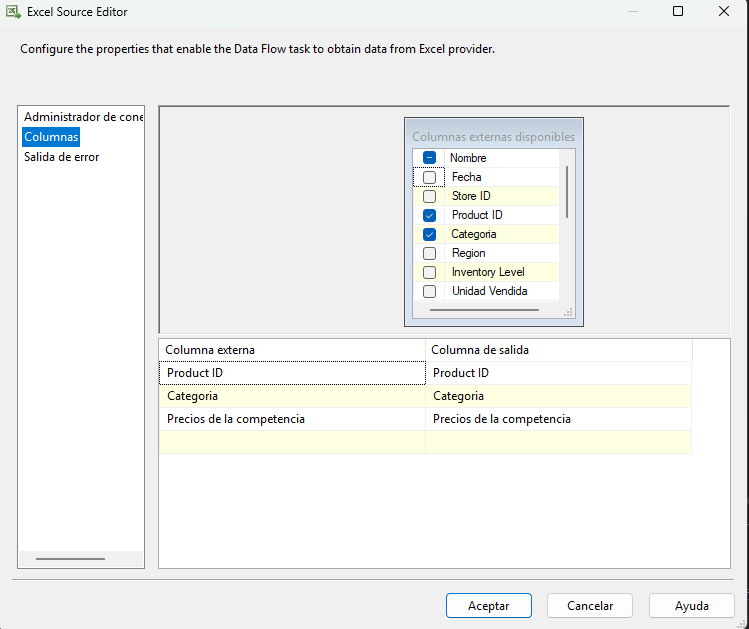 Excel Source Editor
Configure the properties that enable the Data Flow task to obtain data from Excel provider.
Administrador de cone
Columnas
Salida de error
Columnas externas disponibles
Nombre
Fecha
Store ID
Product ID
Categoria
Region
Inventory Level
Unidad Vendida
Columna externa Columna de salida
Product ID Product ID
Categoria Categoria
Precios de la competencia Precios de la competencia
Aceptar Cancelar Ayuda